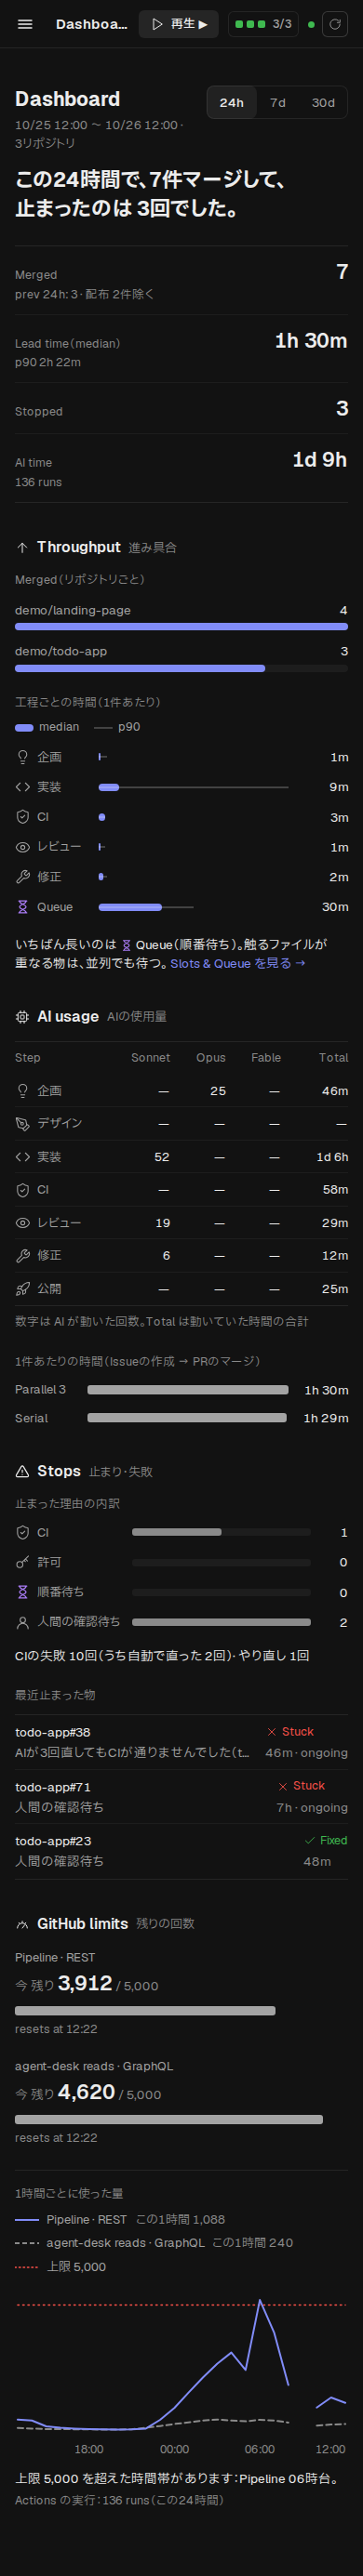 Dashboa... 再生 ▶ 3/3
Dashboard 24h 7d 30d
10/25 12:00 〜 10/26 12:00・
3リポジトリ
この24時間で、7件マージして、
止まったのは 3回でした。
Merged 7
prev 24h: 3・配布 2件除く
Lead time（median） 1h 30m
p90 2h 22m
Stopped 3
AI time 1d 9h
136 runs
Throughput 進み具合
Merged（リポジトリごと）
demo/landing-page 4
demo/todo-app 3
工程ごとの時間（1件あたり）
median p90
企画 1m
実装 9m
CI 3m
レビュー 1m
修正 2m
Queue 30m
いちばん長いのは Queue（順番待ち）。触るファイルが
重なる物は、並列でも待つ。Slots & Queue を見る →
AI usage AIの使用量
Step Sonnet Opus Fable Total
企画 — 25 — 46m
デザイン — — — —
実装 52 — — 1d 6h
CI — — — 58m
レビュー 19 — — 29m
修正 6 — — 12m
公開 — — — 25m
数字は AI が動いた回数。Total は動いていた時間の合計
1件あたりの時間（Issueの作成 → PRのマージ）
Parallel 3 1h 30m
Serial 1h 29m
Stops 止まり・失敗
止まった理由の内訳
CI 1
許可 0
順番待ち 0
人間の確認待ち 2
CIの失敗 10回（うち自動で直った 2回）・やり直し 1回
最近止まった物
todo-app#38 Stuck
AIが3回直してもCIが通りませんでした（t... 46m・ongoing
todo-app#71 Stuck
人間の確認待ち 7h・ongoing
todo-app#23 Fixed
人間の確認待ち 48m
GitHub limits 残りの回数
Pipeline・REST
今 残り 3,912 / 5,000
resets at 12:22
agent-desk reads・GraphQL
今 残り 4,620 / 5,000
resets at 12:22
1時間ごとに使った量
Pipeline・REST この1時間 1,088
agent-desk reads・GraphQL この1時間 240
上限 5,000
18:00 00:00 06:00 12:00
上限 5,000 を超えた時間帯があります：Pipeline 06時台。
Actions の実行：136 runs（この24時間）